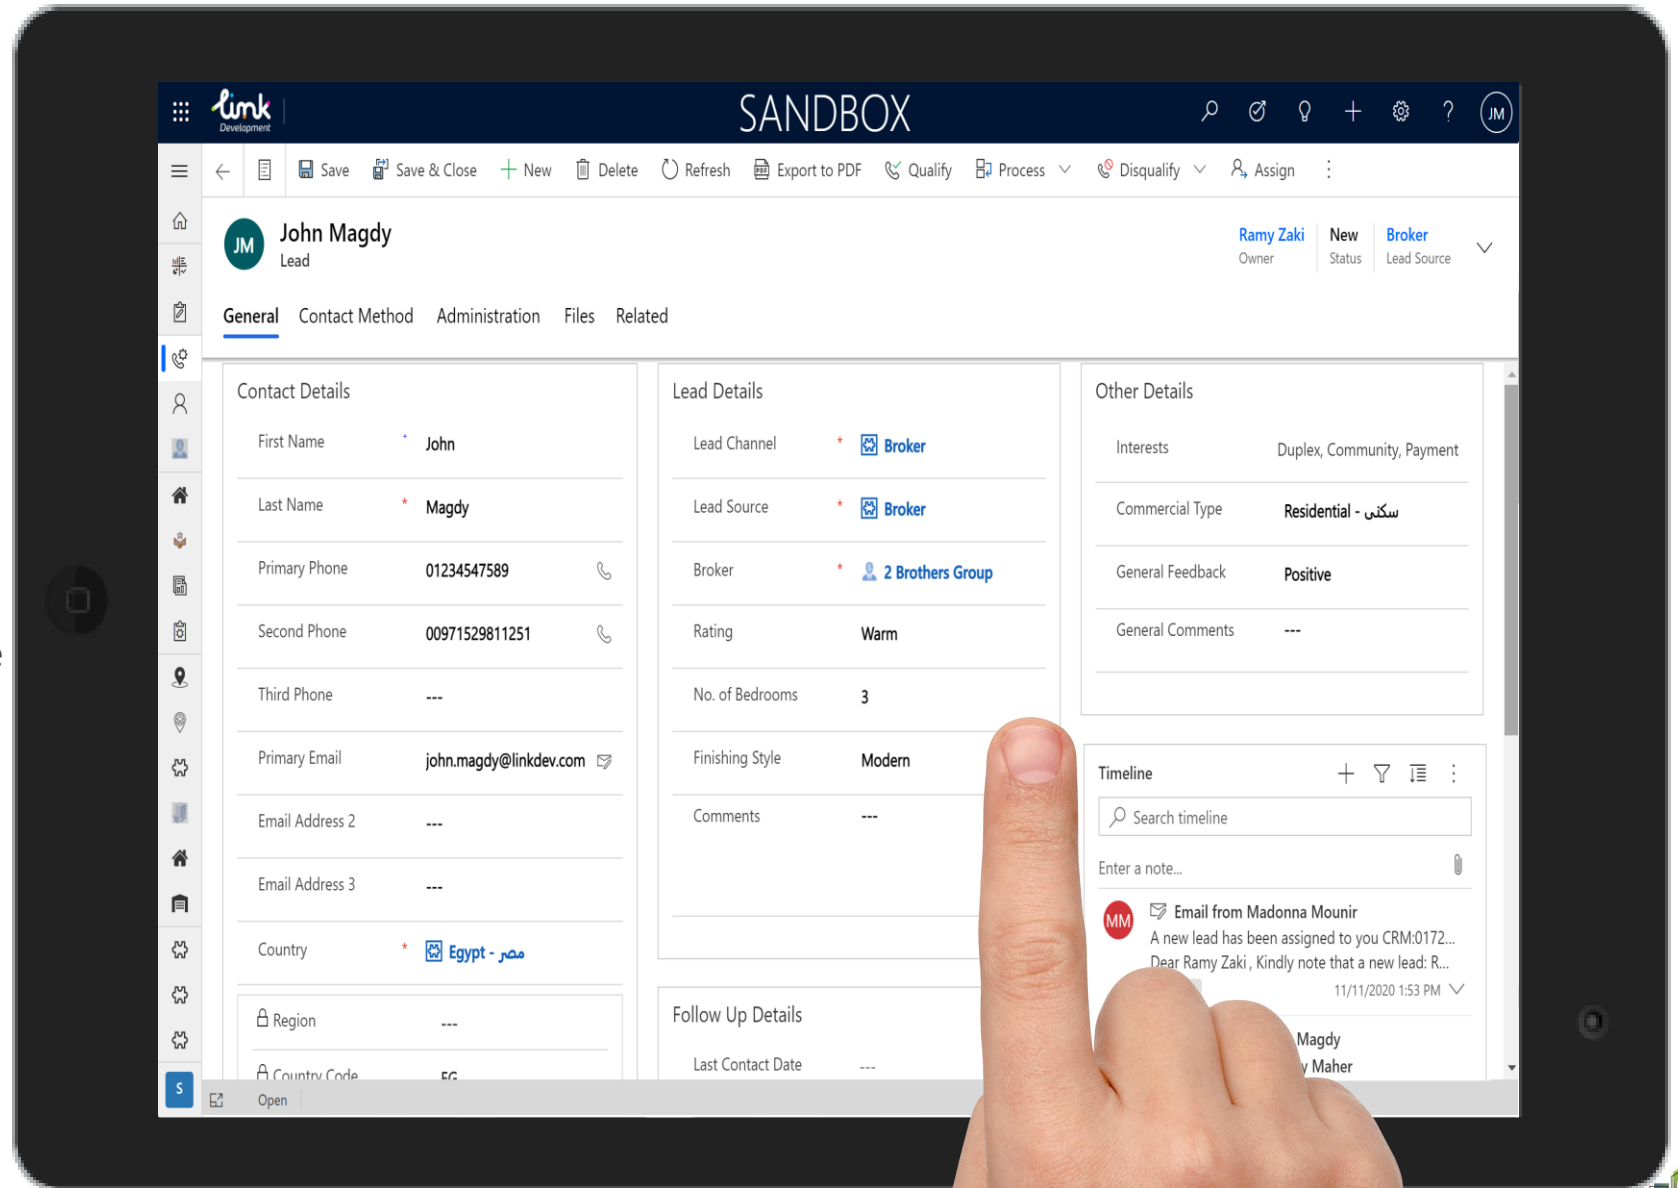 link
Development
SANDBOX
JM
Save
Save & Close
New
Delete
Refresh
Export to PDF
Qualify
Process
Disqualify
Assign
JM
John Magdy
Lead
Ramy Zaki
Owner
New
Status
Broker
Lead Source
General
Contact Method
Administration
Files
Related
Contact Details
First Name + John
Last Name * Magdy
Primary Phone 01234547589
Second Phone 00971529811251
Third Phone ---
Primary Email john.magdy@linkdev.com
Email Address 2 ---
Email Address 3 ---
Country * Egypt - مصر
Region ---
Country Code EG
Lead Details
Lead Channel * Broker
Lead Source * Broker
Broker * 2 Brothers Group
Rating Warm
No. of Bedrooms 3
Finishing Style Modern
Comments ---
Follow Up Details
Last Contact Date ---
Other Details
Interests Duplex, Community, Payment
Commercial Type Residential - سكنى
General Feedback Positive
General Comments ---
Timeline
Search timeline
Enter a note...
MM
Email from Madonna Mounir
A new lead has been assigned to you CRM:0172...
Dear Ramy Zaki , Kindly note that a new lead: R...
11/11/2020 1:53 PM
Magdy
Maher
S
Open